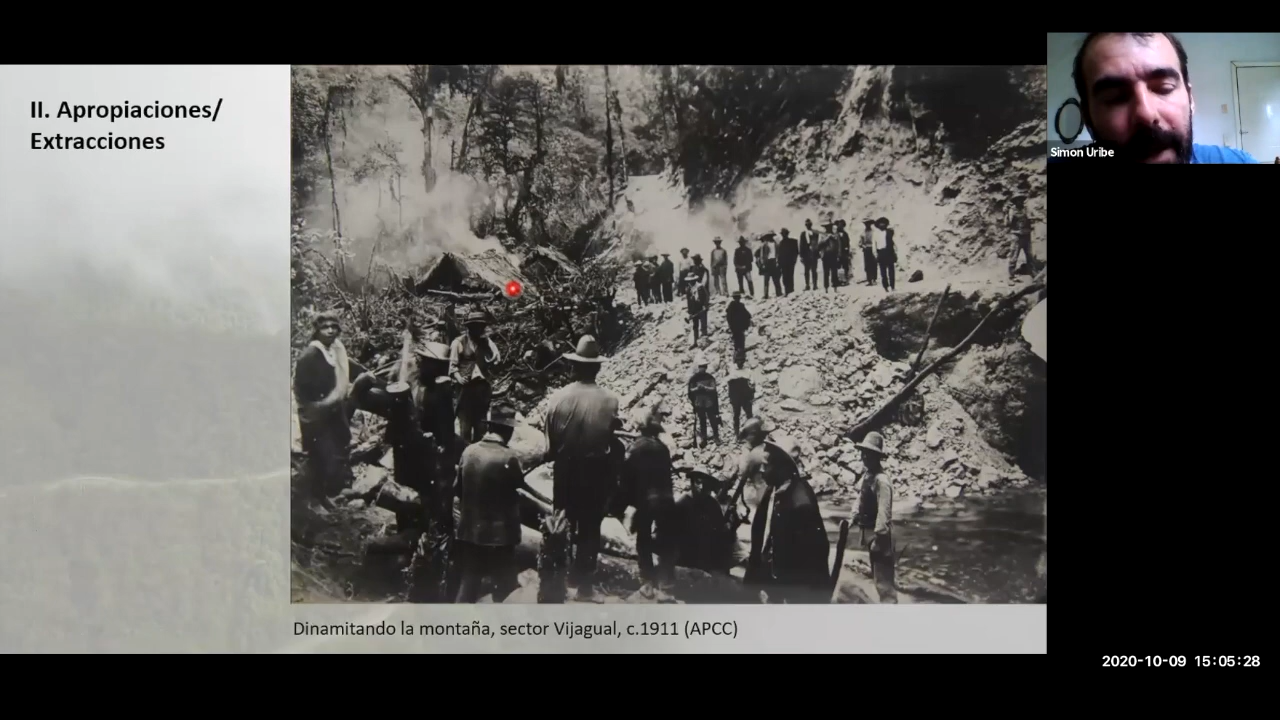 II. Apropiaciones/
Extracciones
Simon Uribe
Dinamitando la montaña, sector Vijagual, c.1911 (APCC)
2020-10-09 15:05:28